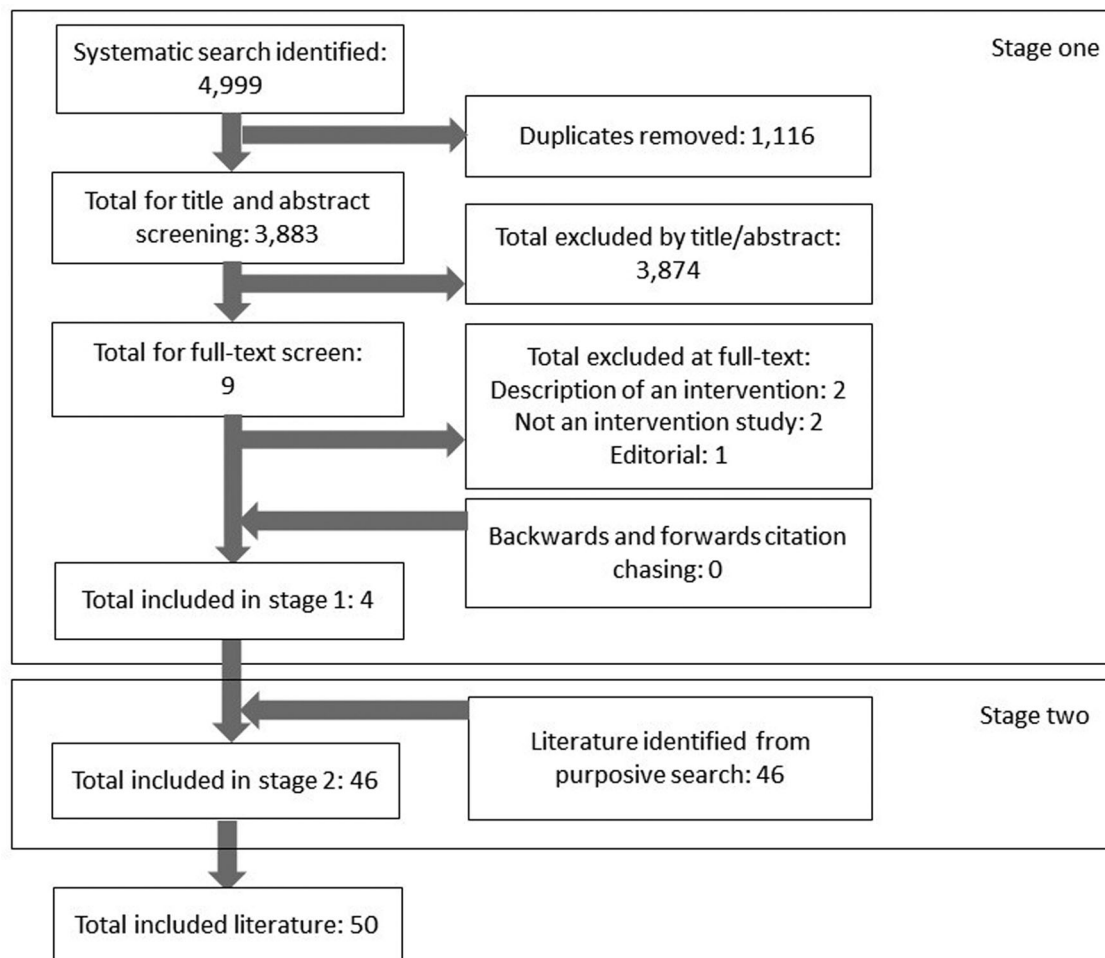 Stage one
Systematic search identified:
4,999
Duplicates removed: 1,116
Total for title and abstract
screening: 3,883
Total excluded by title/abstract:
3,874
Total for full-text screen:
9
Total excluded at full-text:
Description of an intervention: 2
Not an intervention study: 2
Editorial: 1
Backwards and forwards citation
chasing: 0
Total included in stage 1: 4
Stage two
Literature identified from
purposive search: 46
Total included in stage 2: 46
Total included literature: 50